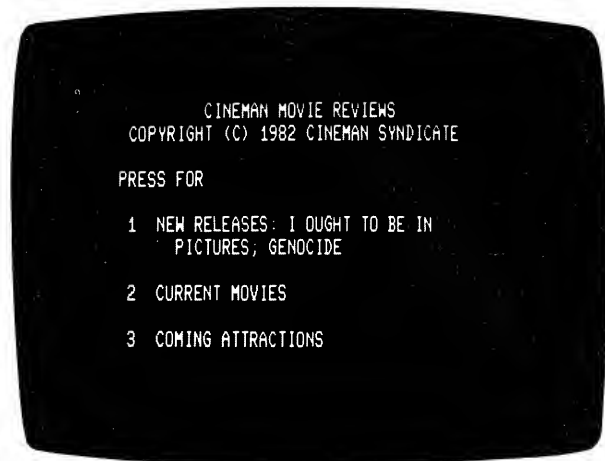 CINEMAN MOVIE REVIEWS
COPYRIGHT (C) 1982 CINEMAN SYNDICATE
PRESS FOR
1 NEW RELEASES: I OUGHT TO BE IN
PICTURES; GENOCIDE
2 CURRENT MOVIES
3 COMING ATTRACTIONS